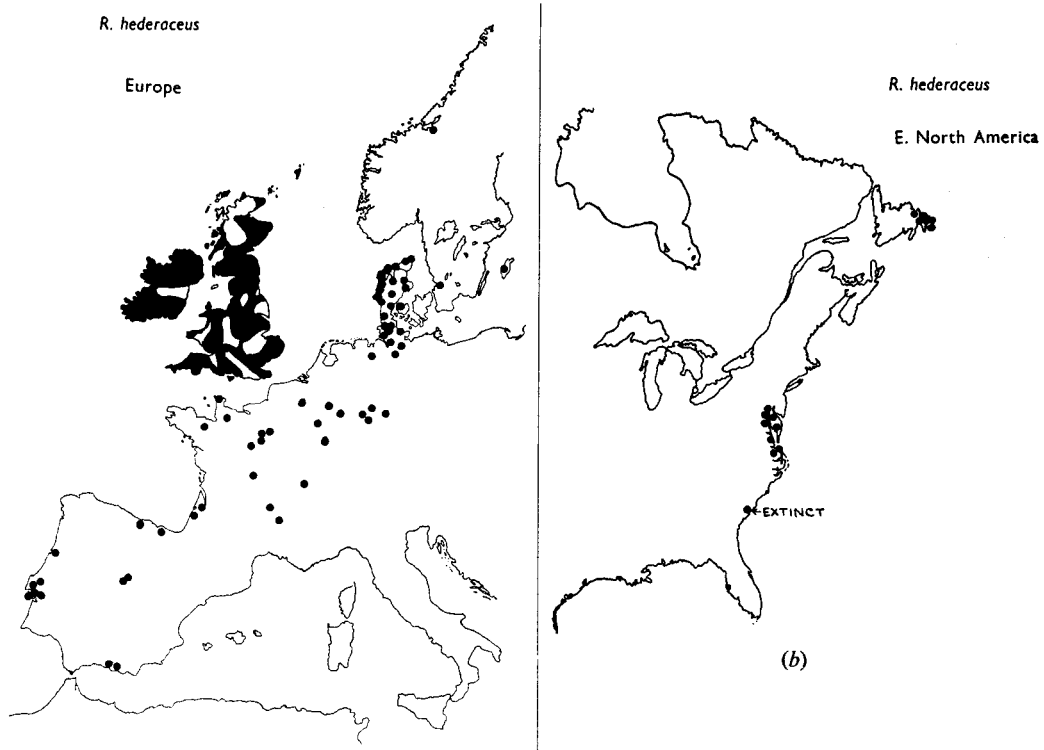 R. hederaceus
Europe
R. hederaceus
E. North America
EXTINCT
(b)